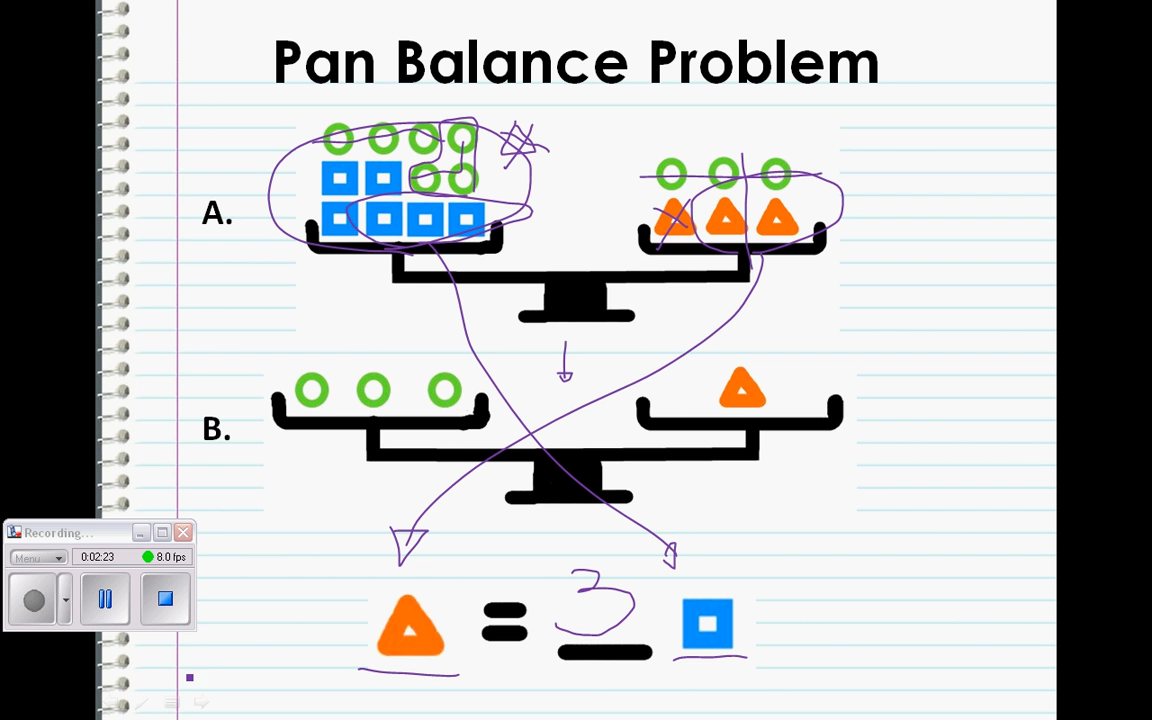 Pan Balance Problem
A.
B.
Recording...
Menu
0:02:23
8.0 fps
= 3